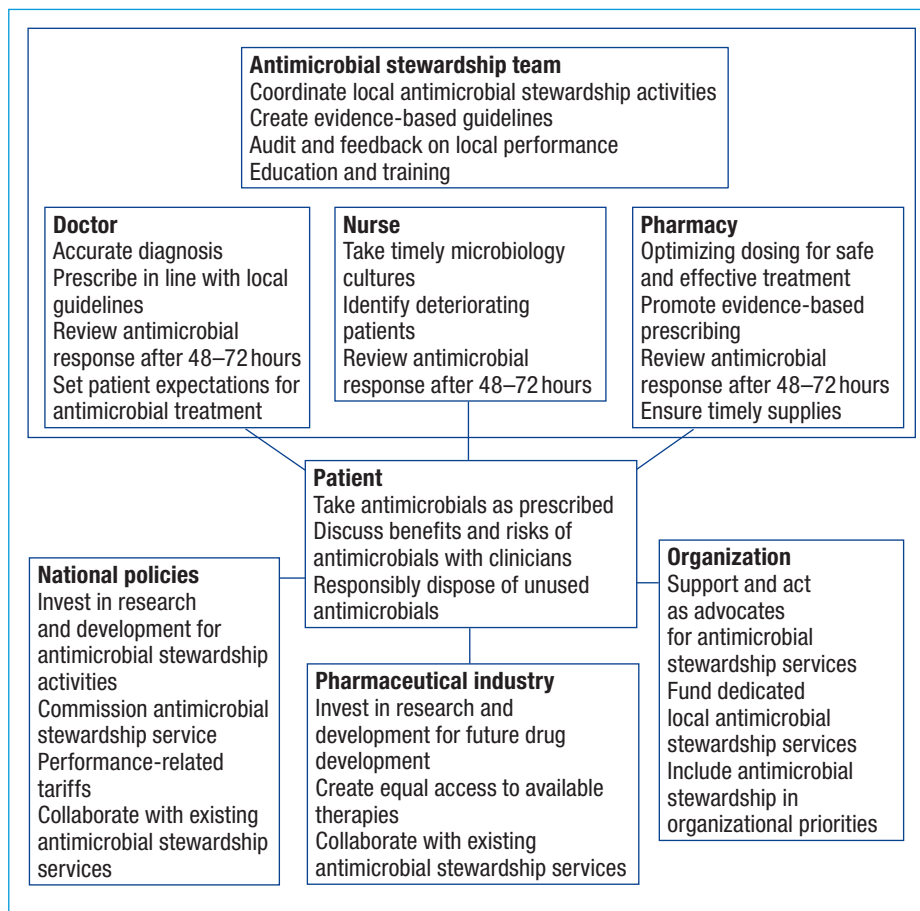 Antimicrobial stewardship team
Coordinate local antimicrobial stewardship activities
Create evidence-based guidelines
Audit and feedback on local performance
Education and training
Doctor
Accurate diagnosis
Prescribe in line with local
guidelines
Review antimicrobial
response after 48–72 hours
Set patient expectations for
antimicrobial treatment
Nurse
Take timely microbiology
cultures
Identify deteriorating
patients
Review antimicrobial
response after 48–72 hours
Pharmacy
Optimizing dosing for safe
and effective treatment
Promote evidence-based
prescribing
Review antimicrobial
response after 48–72 hours
Ensure timely supplies
Patient
Take antimicrobials as prescribed
Discuss benefits and risks of
antimicrobials with clinicians
Responsibly dispose of unused
antimicrobials
National policies
Invest in research
and development for
antimicrobial stewardship
activities
Commission antimicrobial
stewardship service
Performance-related
tariffs
Collaborate with existing
antimicrobial stewardship
services
Pharmaceutical industry
Invest in research and
development for future drug
development
Create equal access to available
therapies
Collaborate with existing
antimicrobial stewardship services
Organization
Support and act
as advocates
for antimicrobial
stewardship services
Fund dedicated
local antimicrobial
stewardship services
Include antimicrobial
stewardship in
organizational priorities